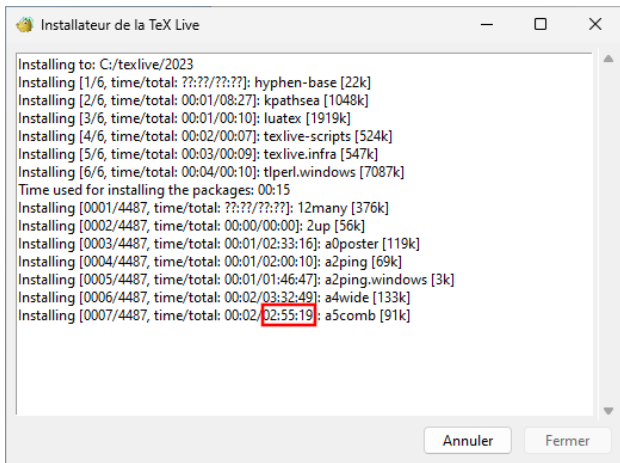 Installateur de la TeX Live
Installing to: C:/texlive/2023
Installing [1/6, time/total: ??:??/??:??]: hyphen-base [22k]
Installing [2/6, time/total: 00:01/08:27]: kpathsea [1048k]
Installing [3/6, time/total: 00:01/00:10]: luatex [1919k]
Installing [4/6, time/total: 00:02/00:07]: texlive-scripts [524k]
Installing [5/6, time/total: 00:03/00:09]: texlive.infra [547k]
Installing [6/6, time/total: 00:04/00:10]: tlperl.windows [7087k]
Time used for installing the packages: 00:15
Installing [0001/4487, time/total: ??:??/??:??]: 12many [376k]
Installing [0002/4487, time/total: 00:00/00:00]: 2up [56k]
Installing [0003/4487, time/total: 00:01/02:33:16]: a0poster [119k]
Installing [0004/4487, time/total: 00:01/02:00:10]: a2ping [69k]
Installing [0005/4487, time/total: 00:01/01:46:47]: a2ping.windows [3k]
Installing [0006/4487, time/total: 00:02/03:32:49]: a4wide [133k]
Installing [0007/4487, time/total: 00:02/02:55:19]: a5comb [91k]
Annuler Fermer